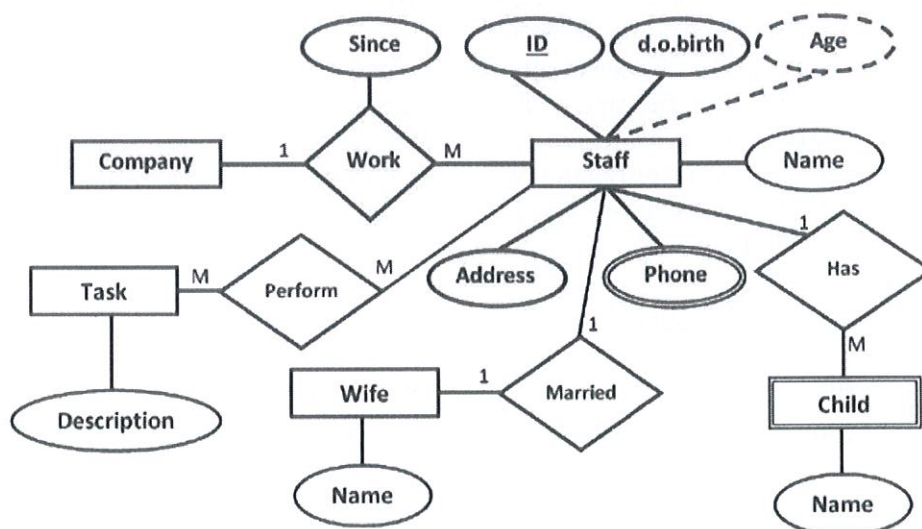 Since
ID
d.o.birth
Age
Company
1
Work
M
Staff
Name
Task
M
Perform
M
Address
Phone
1
Has
M
Wife
1
Married
1
Child
Description
Name
Name